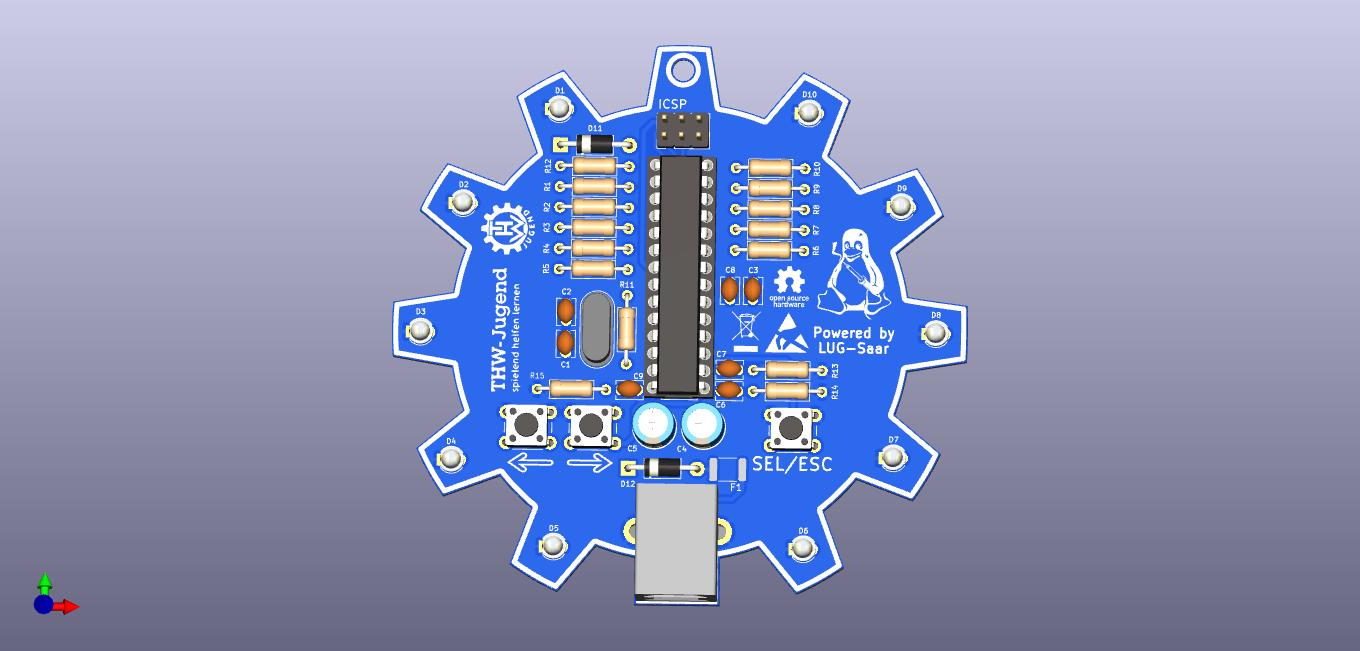 D1
D10
ICSP
D11
R12
R10
R1
R9
D2
D9
R2
R8
R3
R7
R4
R6
R5
THW
JUGEND
THW-Jugend
spielend helfen lernen
C8 C3
R11
C2
open source
hardware
D3
D8
Powered by
LUG-Saar
C1
C7
R15
C9
R13
R14
C6
D4
D7
C5
C4
SEL/ESC
D12
F1
D5
D6